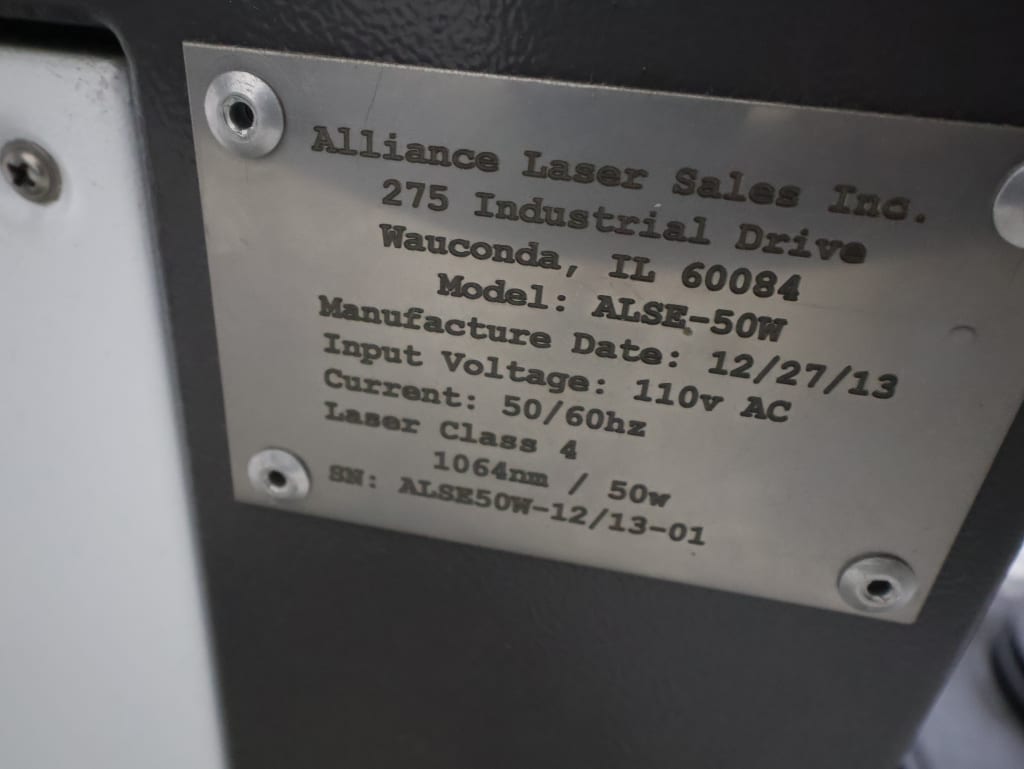 Alliance Laser Sales Inc.
275 Industrial Drive
Wauconda, IL 60084
Model: ALSE-50W
Manufacture Date: 12/27/13
Input Voltage: 110v AC
Current: 50/60hz
Laser Class 4
1064nm / 50w
SN: ALSE50W-12/13-01